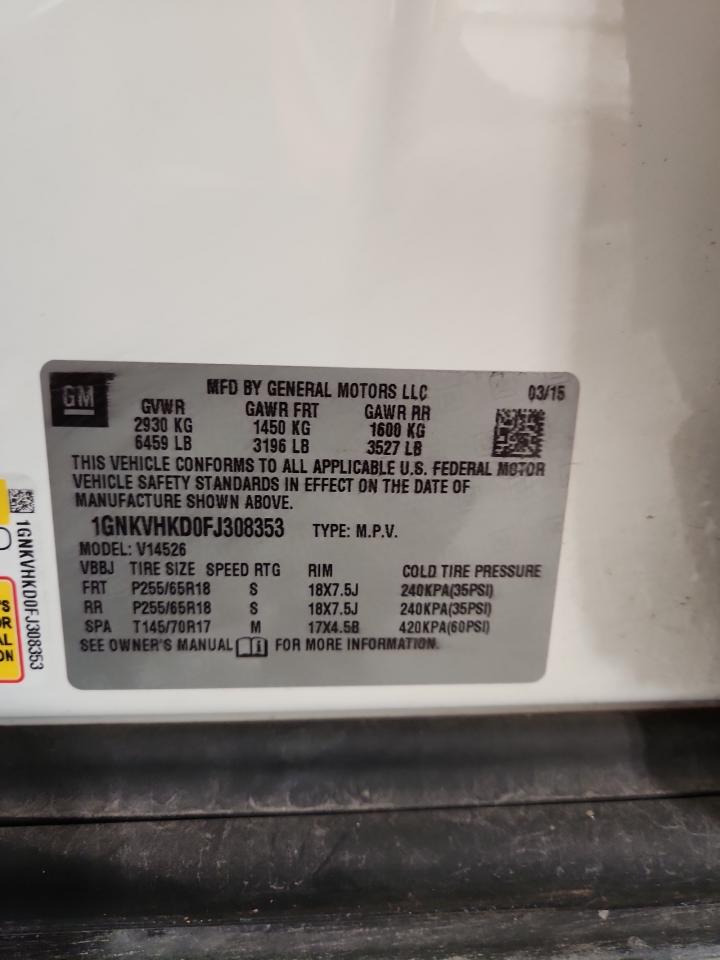 GM
MFD BY GENERAL MOTORS LLC 03/15
GVWR GAWR FRT GAWR RR
2930 KG 1450 KG 1600 KG
6459 LB 3196 LB 3527 LB
THIS VEHICLE CONFORMS TO ALL APPLICABLE U.S. FEDERAL MOTOR
VEHICLE SAFETY STANDARDS IN EFFECT ON THE DATE OF
MANUFACTURE SHOWN ABOVE.
1GNKVHKD0FJ308353 TYPE: M.P.V.
MODEL: V14526
VBBJ TIRE SIZE SPEED RTG RIM COLD TIRE PRESSURE
FRT P255/65R18 S 18X7.5J 240KPA(35PSI)
RR P255/65R18 S 18X7.5J 240KPA(35PSI)
SPA T145/70R17 M 17X4.5B 420KPA(60PSI)
SEE OWNER'S MANUAL FOR MORE INFORMATION.
1GNKVHKD0FJ308353
'S
OR
AL
ON